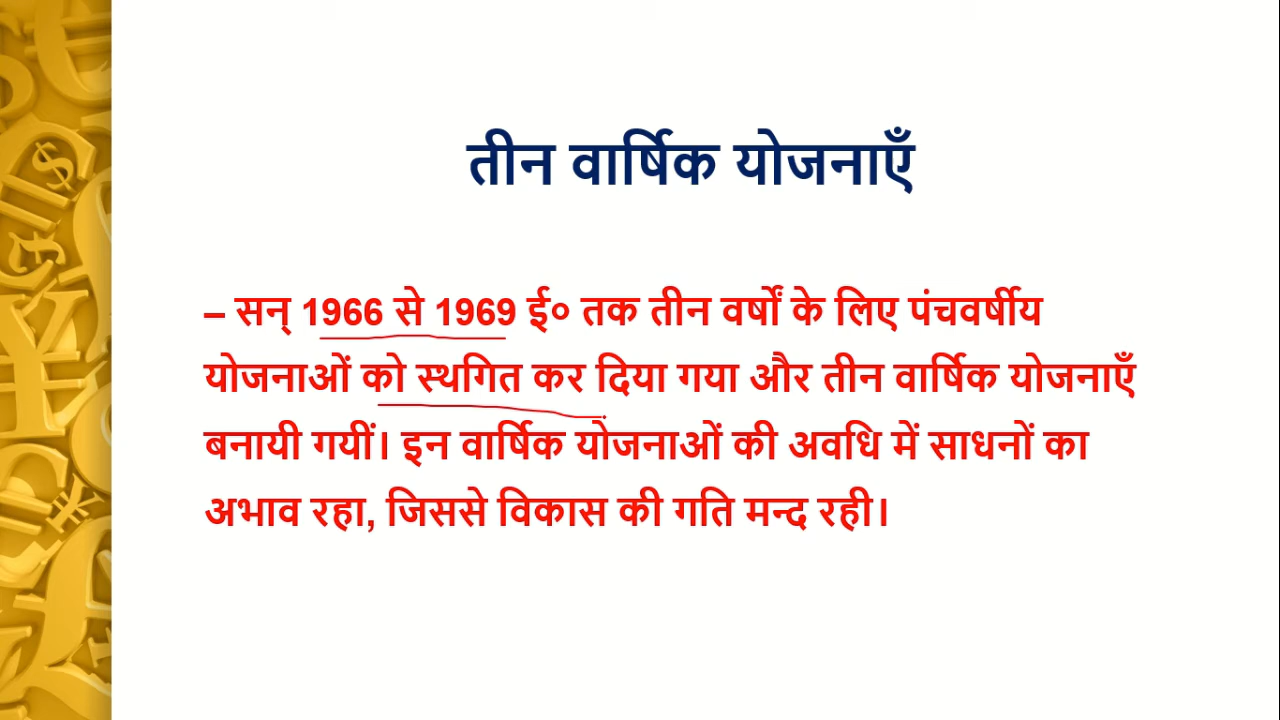 तीन वार्षिक योजनाएँ
– सन् 1966 से 1969 ई० तक तीन वर्षों के लिए पंचवर्षीय
योजनाओं को स्थगित कर दिया गया और तीन वार्षिक योजनाएँ
बनायी गयीं। इन वार्षिक योजनाओं की अवधि में साधनों का
अभाव रहा, जिससे विकास की गति मन्द रही।